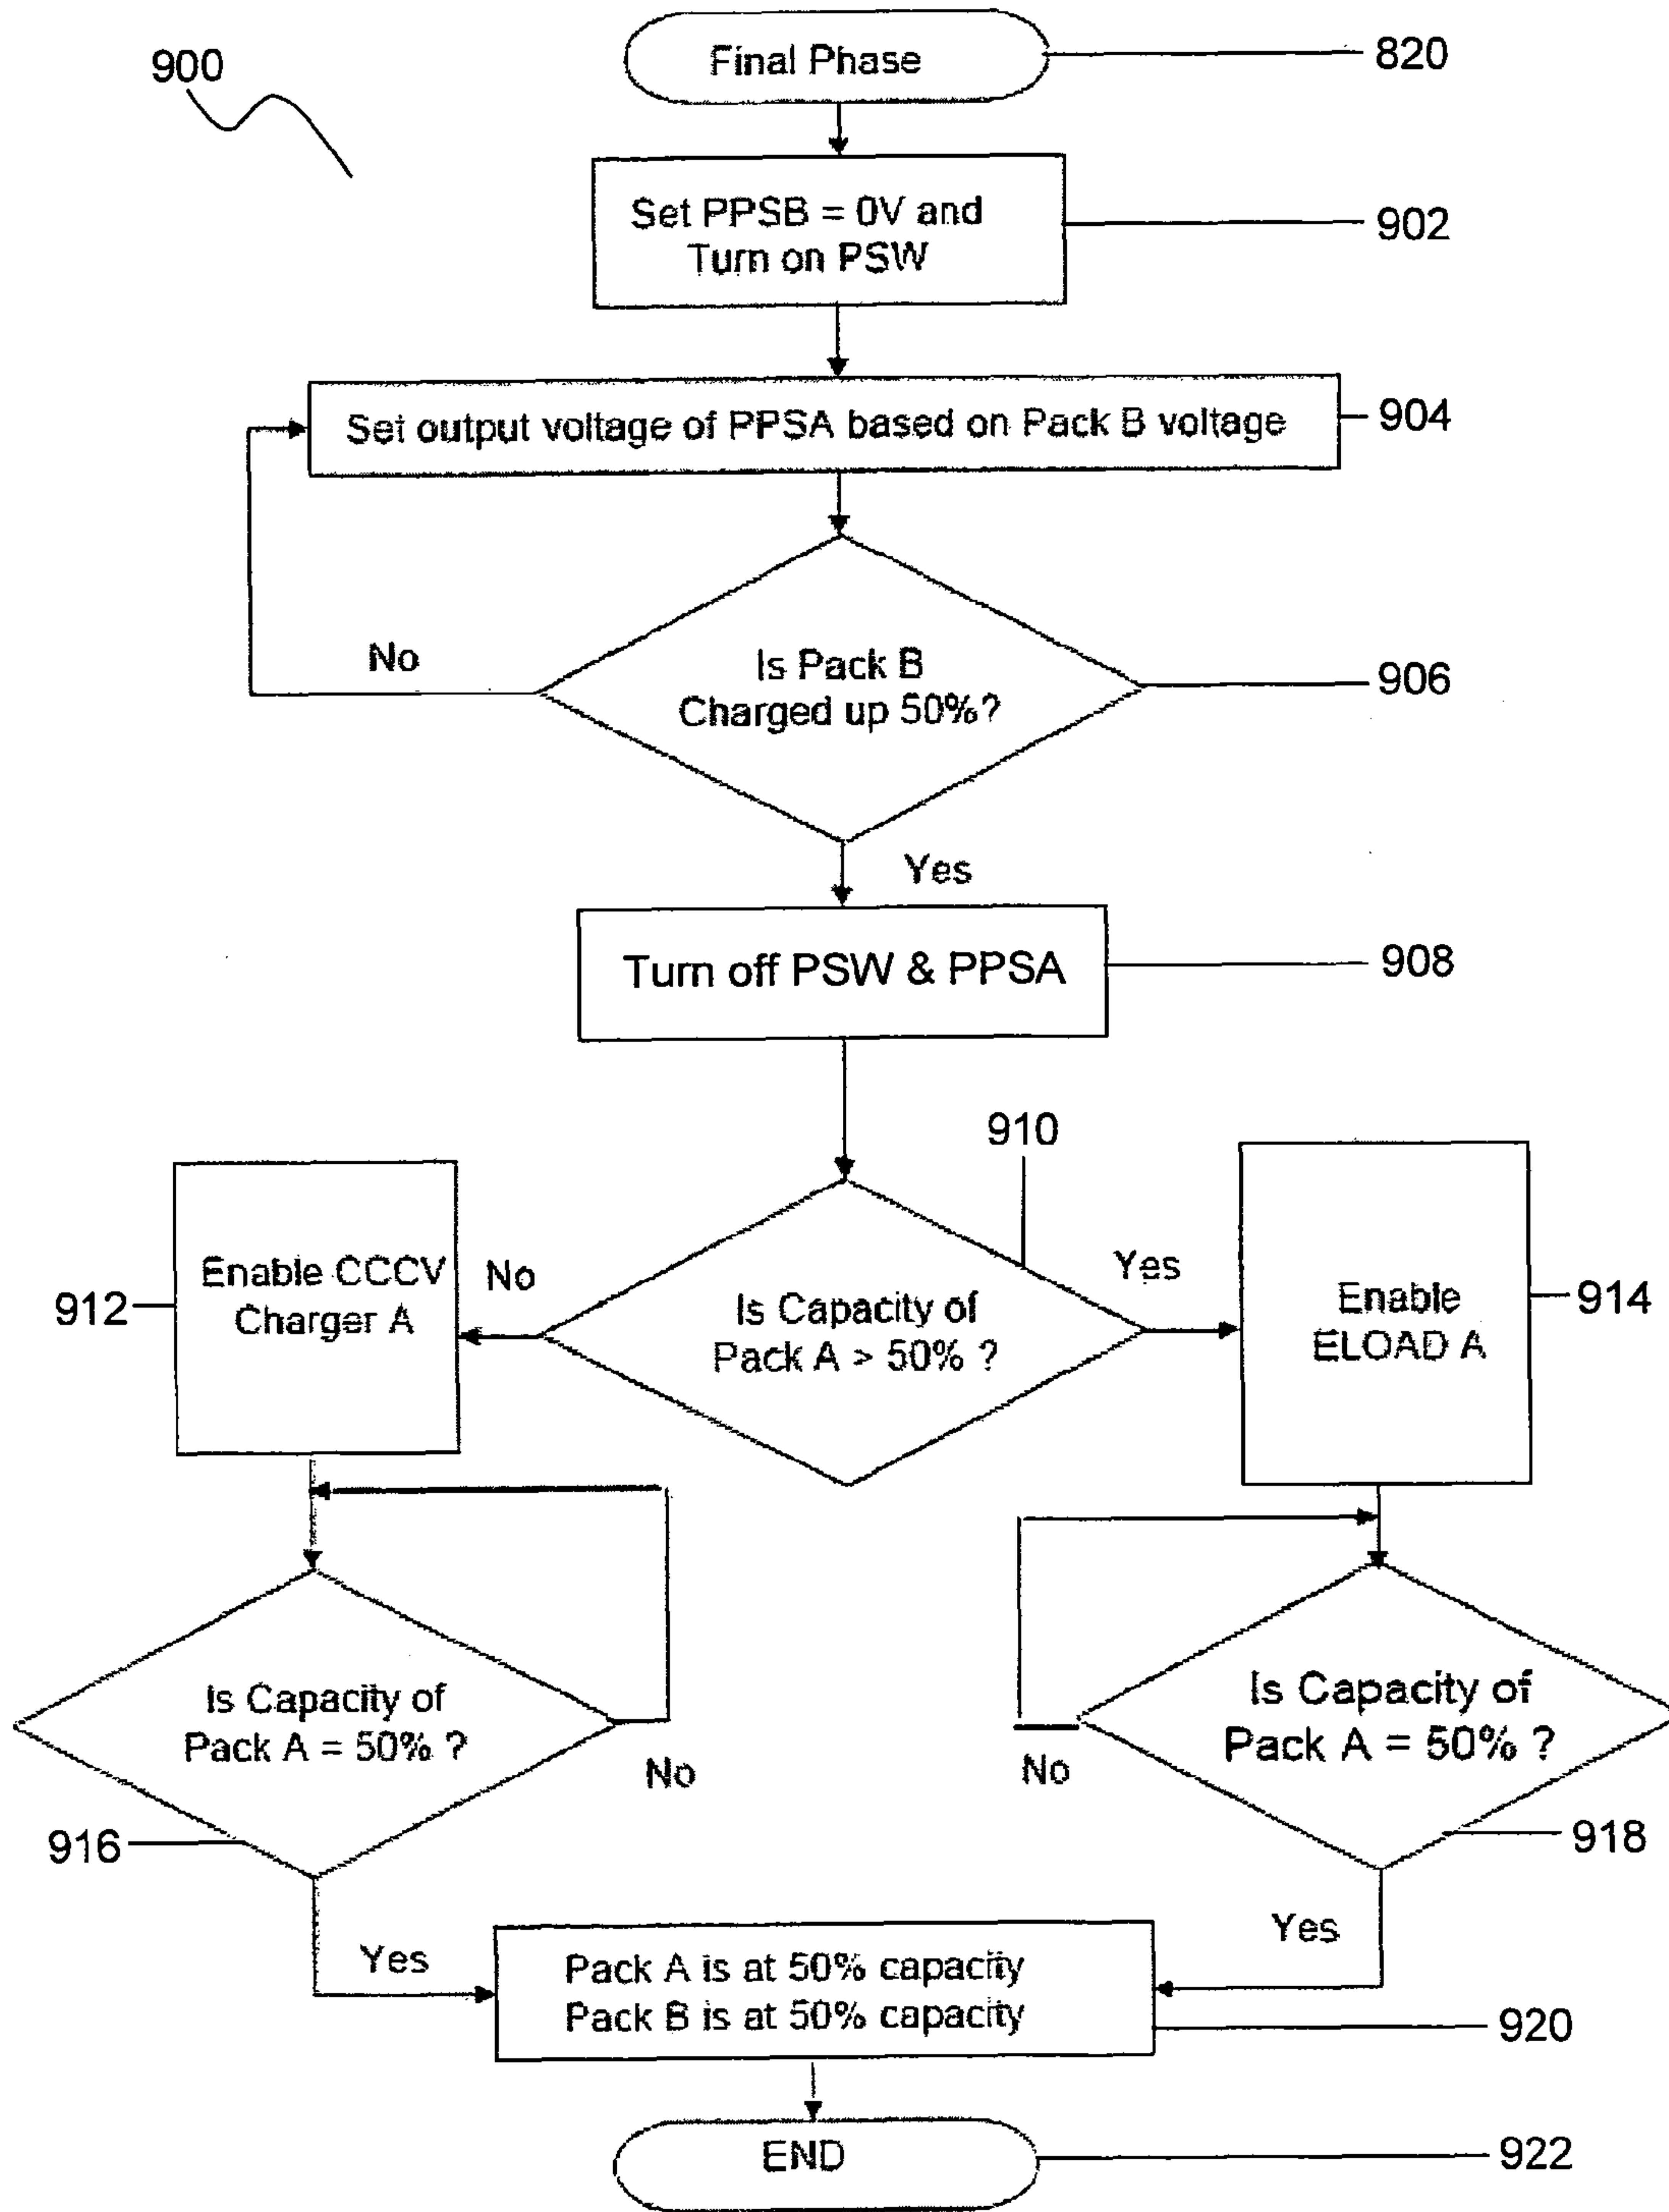 900
Final Phase
820
Set PPSB = 0V and
Turn on PSW
902
Set output voltage of PPSA based on Pack B voltage
904
No
Is Pack B
Charged up 50%?
906
Yes
Turn off PSW & PPSA
908
910
912
Enable CCCV
Charger A
No
Is Capacity of
Pack A > 50% ?
Yes
Enable
ELOAD A
914
Is Capacity of
Pack A = 50% ?
No
916
Is Capacity of
Pack A = 50% ?
No
918
Yes
Yes
Pack A is at 50% capacity
Pack B is at 50% capacity
920
END
922